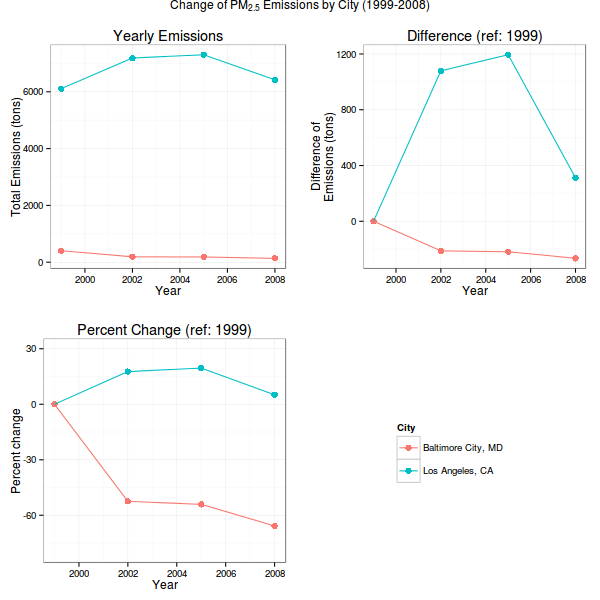 Change of PM2.5 Emissions by City (1999-2008)
Yearly Emissions
Total Emissions (tons)
6000
4000
2000
0
2000 2002 2004 2006 2008
Year
Difference (ref: 1999)
Difference of
Emissions (tons)
1200
800
400
0
2000 2002 2004 2006 2008
Year
Percent Change (ref: 1999)
Percent change
30
0
-30
-60
2000 2002 2004 2006 2008
Year
City
Baltimore City, MD
Los Angeles, CA